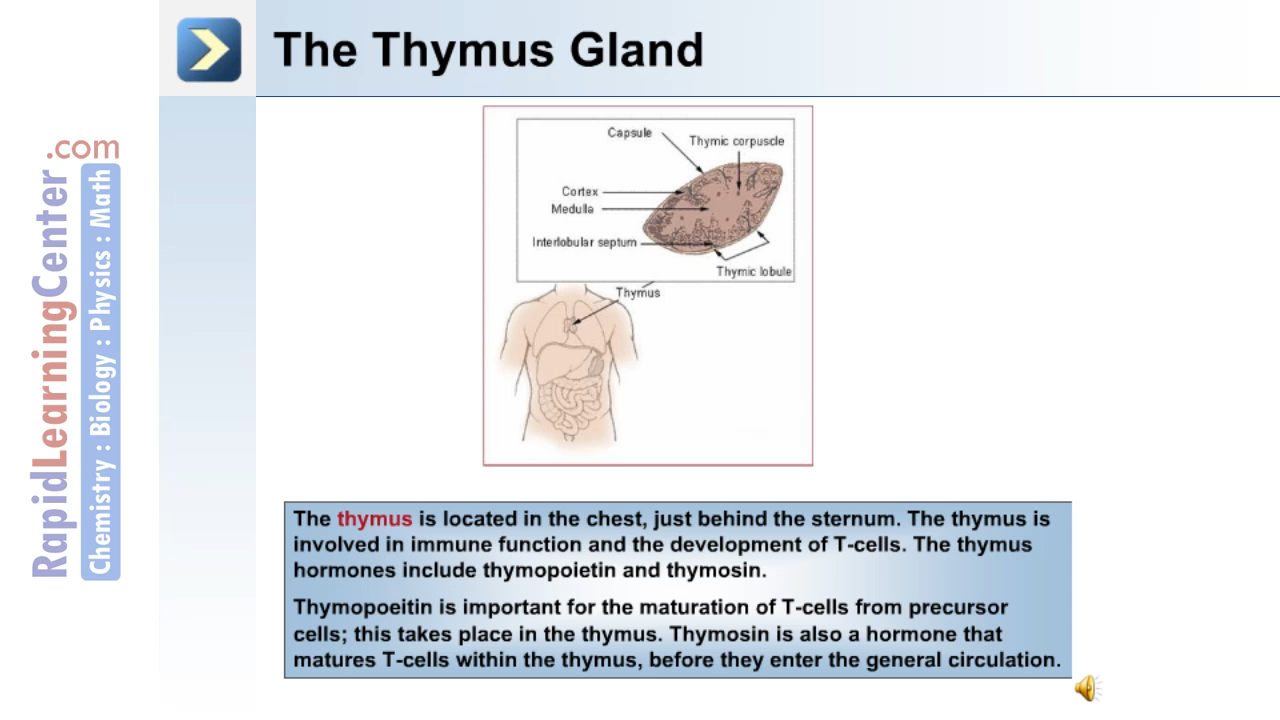 The Thymus Gland
RapidLearningCenter.com
Chemistry : Biology : Physics : Math
Capsule
Thymic corpuscle
Cortex
Medulla
Interlobular septum
Thymic lobule
Thymus
The thymus is located in the chest, just behind the sternum. The thymus is
involved in immune function and the development of T-cells. The thymus
hormones include thymopoietin and thymosin.
Thymopoeitin is important for the maturation of T-cells from precursor
cells; this takes place in the thymus. Thymosin is also a hormone that
matures T-cells within the thymus, before they enter the general circulation.